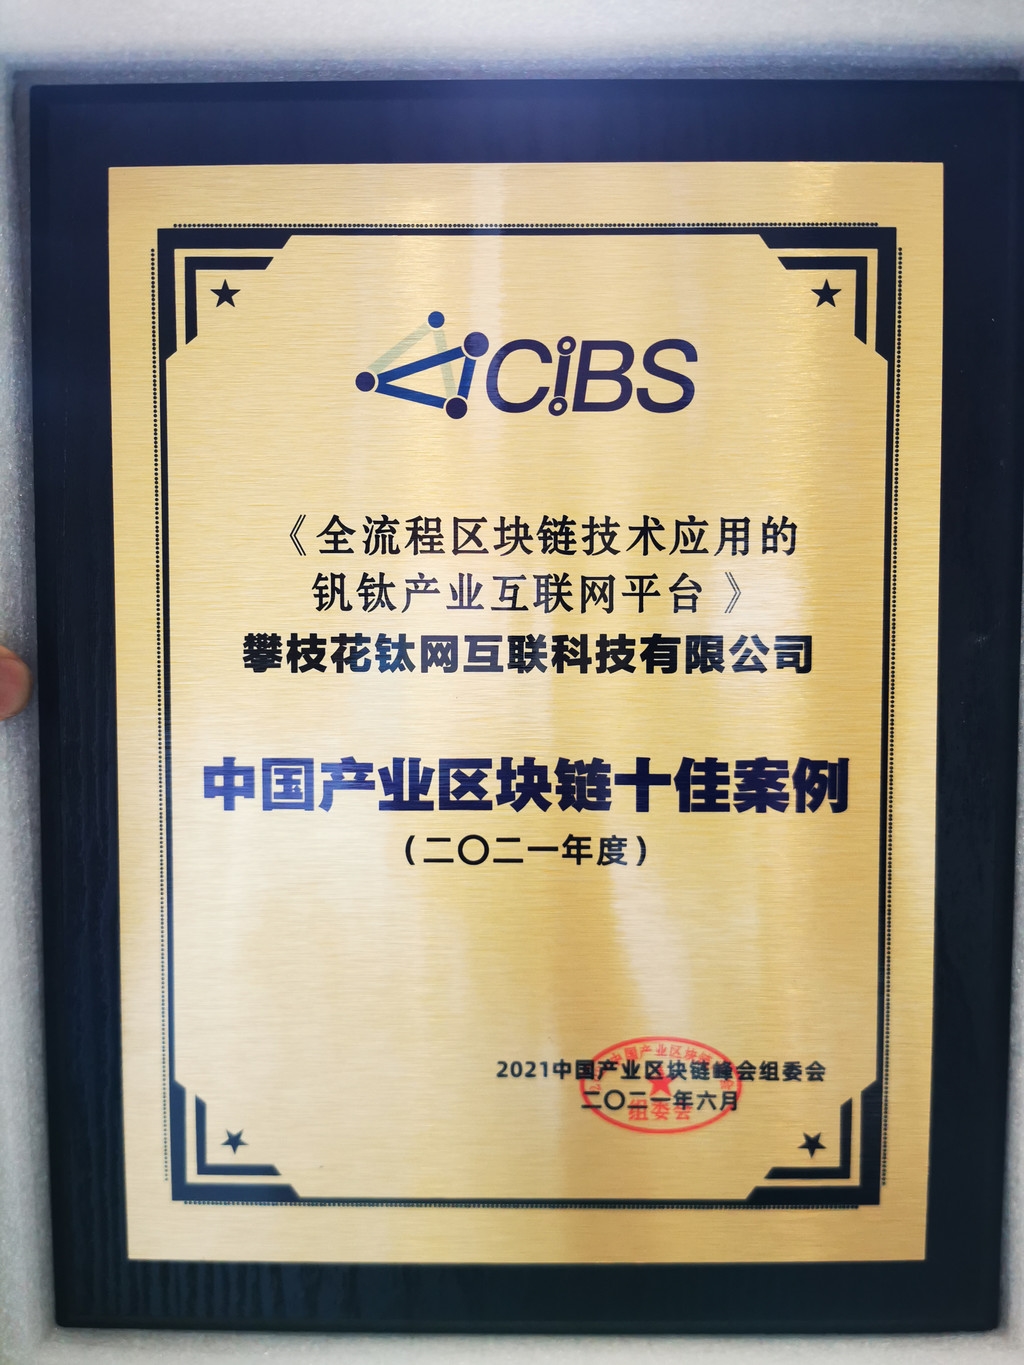 CiBS
《全流程区块链技术应用的
钒钛产业互联网平台》
攀枝花钛网互联科技有限公司
中国产业区块链十佳案例
(二〇二一年度)
2021中国产业区块链峰会组委会
二〇二一年六月
组委会